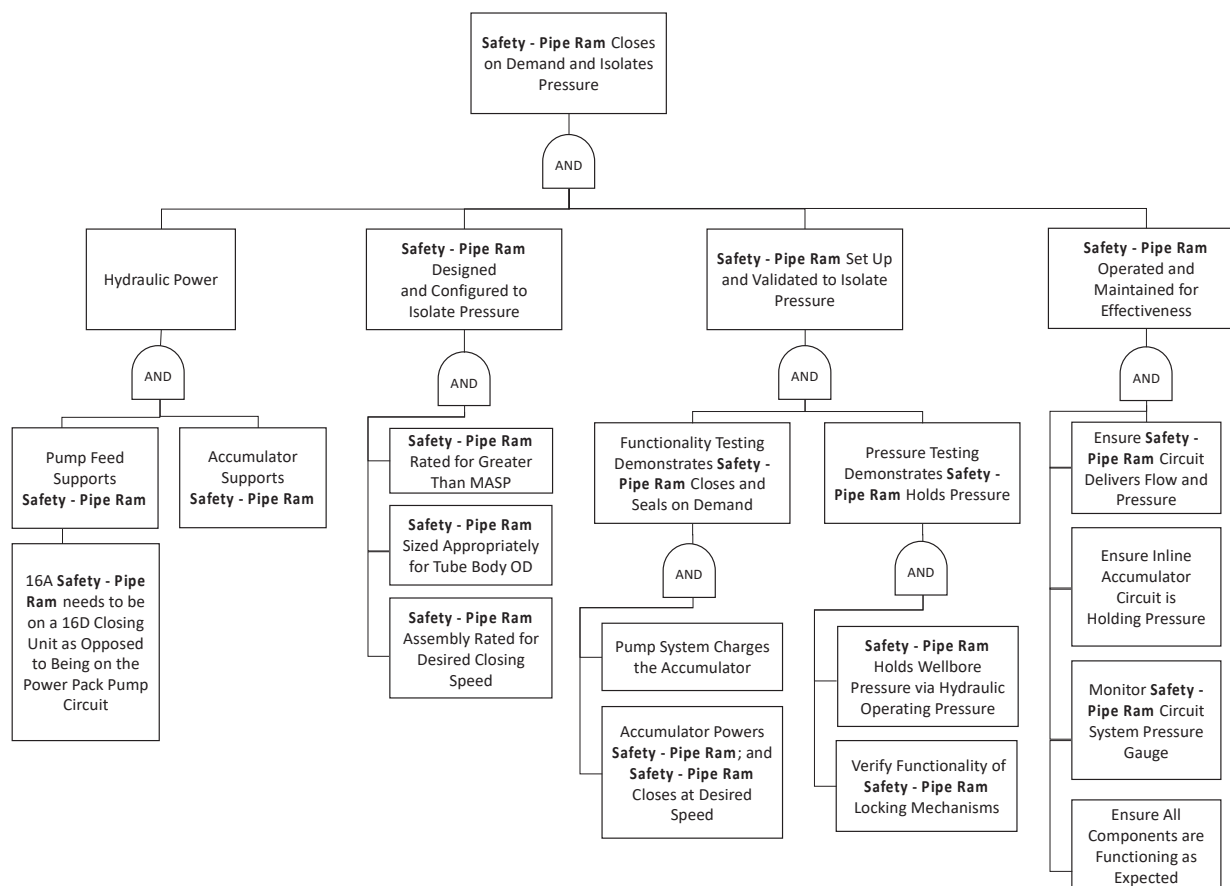 Safety - Pipe Ram Closes
on Demand and Isolates
Pressure
AND
Hydraulic Power
Safety - Pipe Ram
Designed
and Configured to
Isolate Pressure
Safety - Pipe Ram Set Up
and Validated to Isolate
Pressure
Safety - Pipe Ram
Operated and
Maintained for
Effectiveness
AND
AND
AND
AND
Pump Feed
Supports
Safety - Pipe Ram
Accumulator
Supports
Safety - Pipe Ram
16A Safety - Pipe
Ram needs to be
on a 16D Closing
Unit as Opposed
to Being on the
Power Pack Pump
Circuit
Safety - Pipe Ram
Rated for Greater
Than MASP
Safety - Pipe Ram
Sized Appropriately
for Tube Body OD
Safety - Pipe Ram
Assembly Rated for
Desired Closing
Speed
Functionality Testing
Demonstrates Safety -
Pipe Ram Closes and
Seals on Demand
Pressure Testing
Demonstrates Safety -
Pipe Ram Holds Pressure
AND
AND
Pump System Charges
the Accumulator
Accumulator Powers
Safety - Pipe Ram; and
Safety - Pipe Ram
Closes at Desired
Speed
Safety - Pipe Ram
Holds Wellbore
Pressure via Hydraulic
Operating Pressure
Verify Functionality of
Safety - Pipe Ram
Locking Mechanisms
Ensure Safety -
Pipe Ram Circuit
Delivers Flow and
Pressure
Ensure Inline
Accumulator
Circuit is
Holding Pressure
Monitor Safety -
Pipe Ram Circuit
System Pressure
Gauge
Ensure All
Components are
Functioning as
Expected